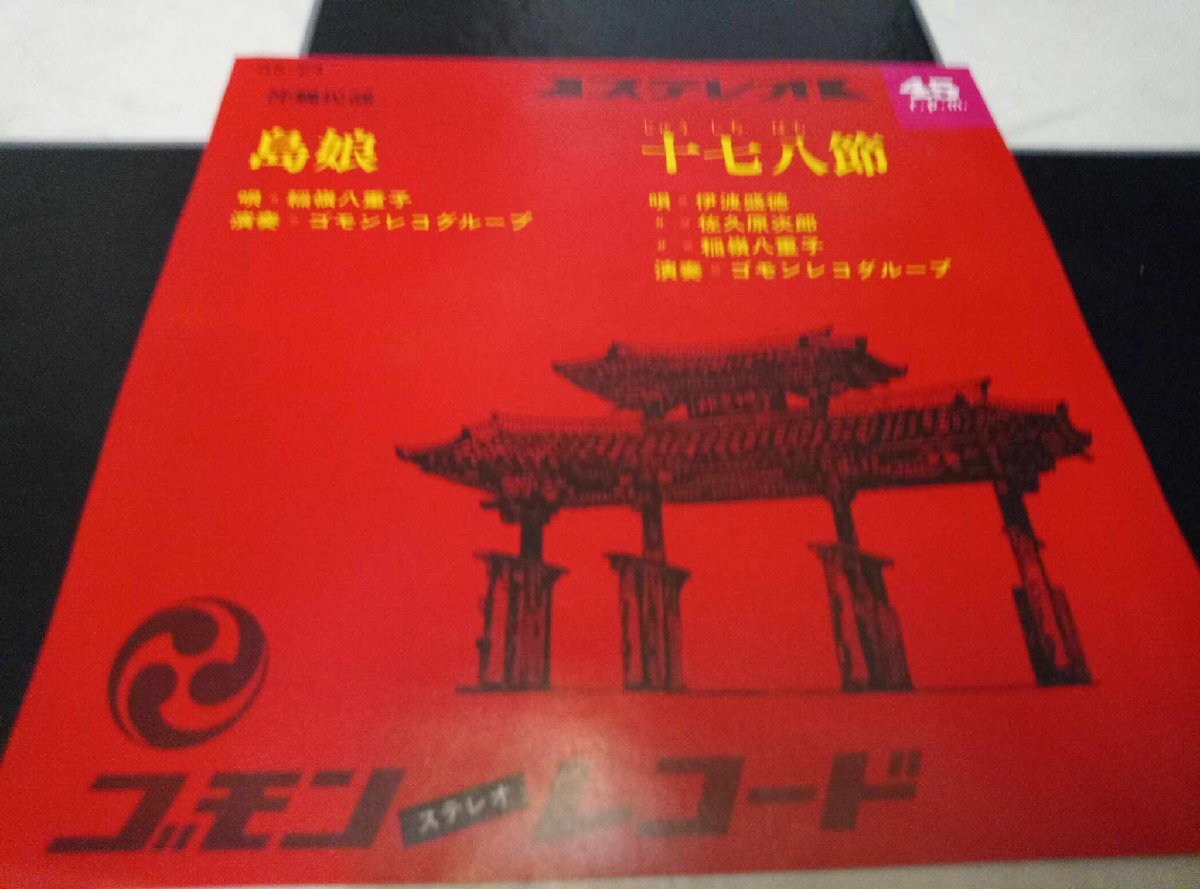 沖縄民謡
島娘
唄・稲嶺八重子
演奏・ゴモンレコグループ
ステレオ
45
r.p.m.
十七八節
唄・伊波盛徳
〃・佐久原次郎
〃・稲嶺八重子
演奏・ゴモンレコグループ
ゴモン
ステレオ
レコード